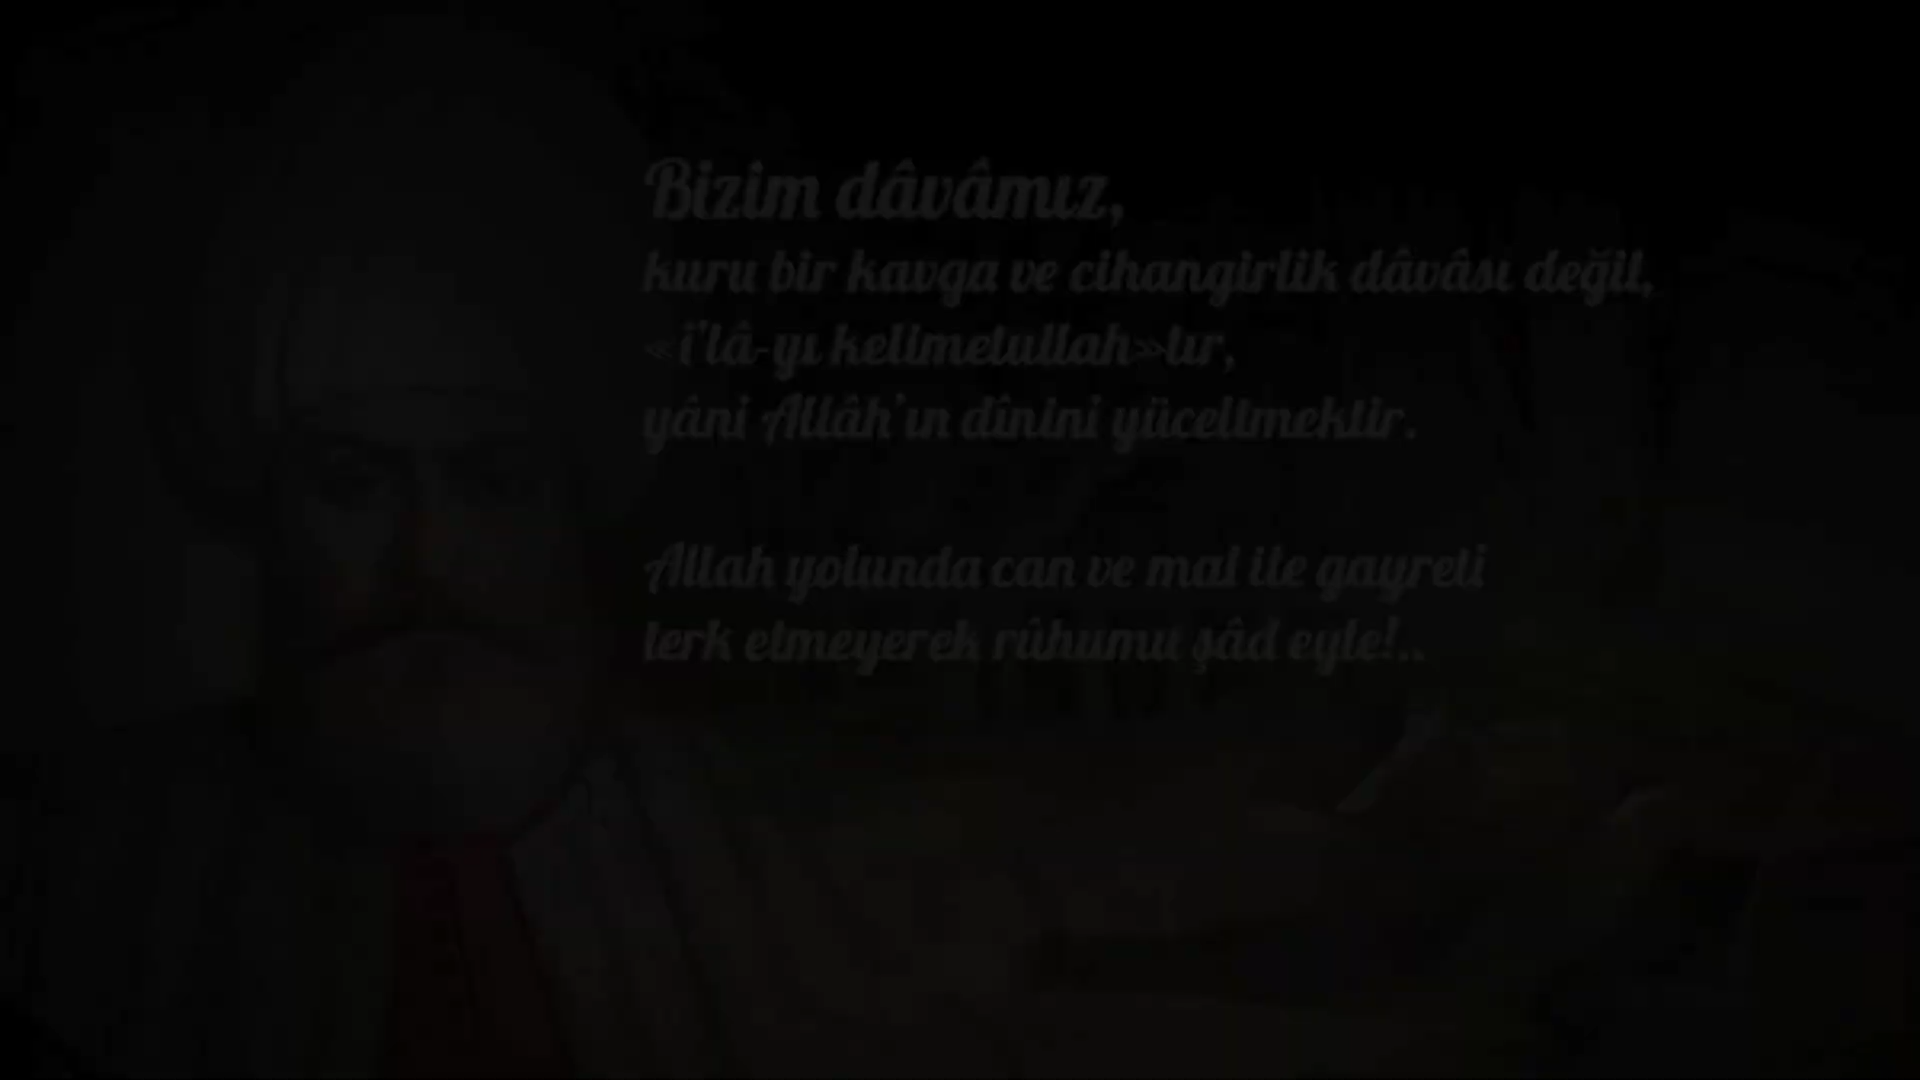 Bizim dâvâmız,
kuru bir kavga ve cihangirlik dâvâsı değil,
«i'lâ-yı kelimetullah»tır,
yâni Allâh'ın dînini yüceltmektir.
Allah yolunda can ve mal ile gayreti
terk etmeyerek rûhumu şâd eyle!..